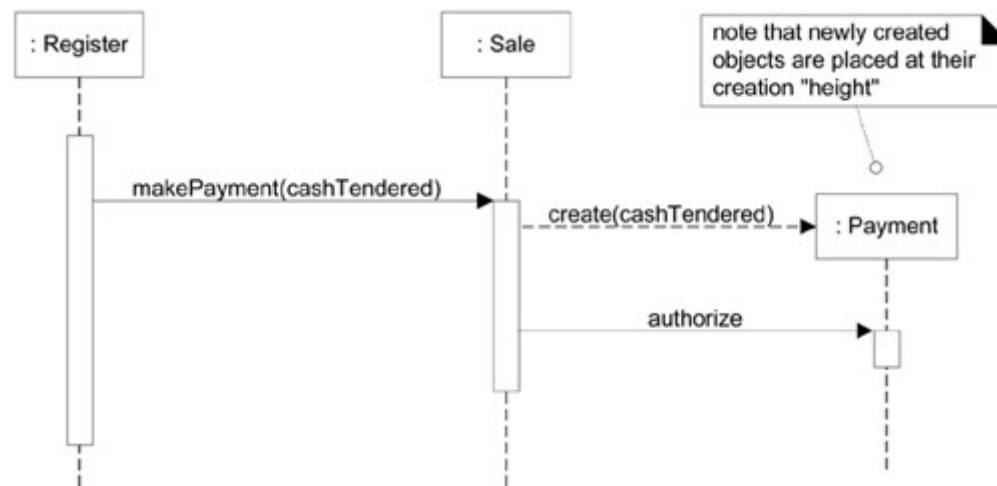 : Register
: Sale
note that newly created
objects are placed at their
creation "height"
makePayment(cashTendered)
create(cashTendered)
: Payment
authorize